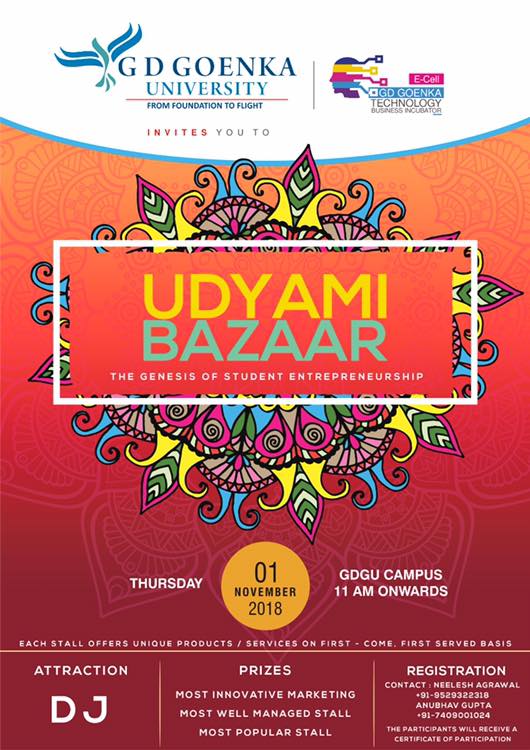 G D GOENKA
UNIVERSITY
FROM FOUNDATION TO FLIGHT
E-Cell
GD GOENKA
TECHNOLOGY
BUSINESS INCUBATOR
INVITES YOU TO
UDYAMI
BAZAAR
THE GENESIS OF STUDENT ENTREPRENEURSHIP
THURSDAY
01
NOVEMBER
2018
GDGU CAMPUS
11 AM ONWARDS
EACH STALL OFFERS UNIQUE PRODUCTS / SERVICES ON FIRST - COME, FIRST SERVED BASIS
ATTRACTION
DJ
PRIZES
MOST INNOVATIVE MARKETING
MOST WELL MANAGED STALL
MOST POPULAR STALL
REGISTRATION
CONTACT : NEELESH AGRAWAL
+91-9529322318
ANUBHAV GUPTA
+91-7409001024
THE PARTICIPANTS WILL RECEIVE A
CERTIFICATE OF PARTICIPATION